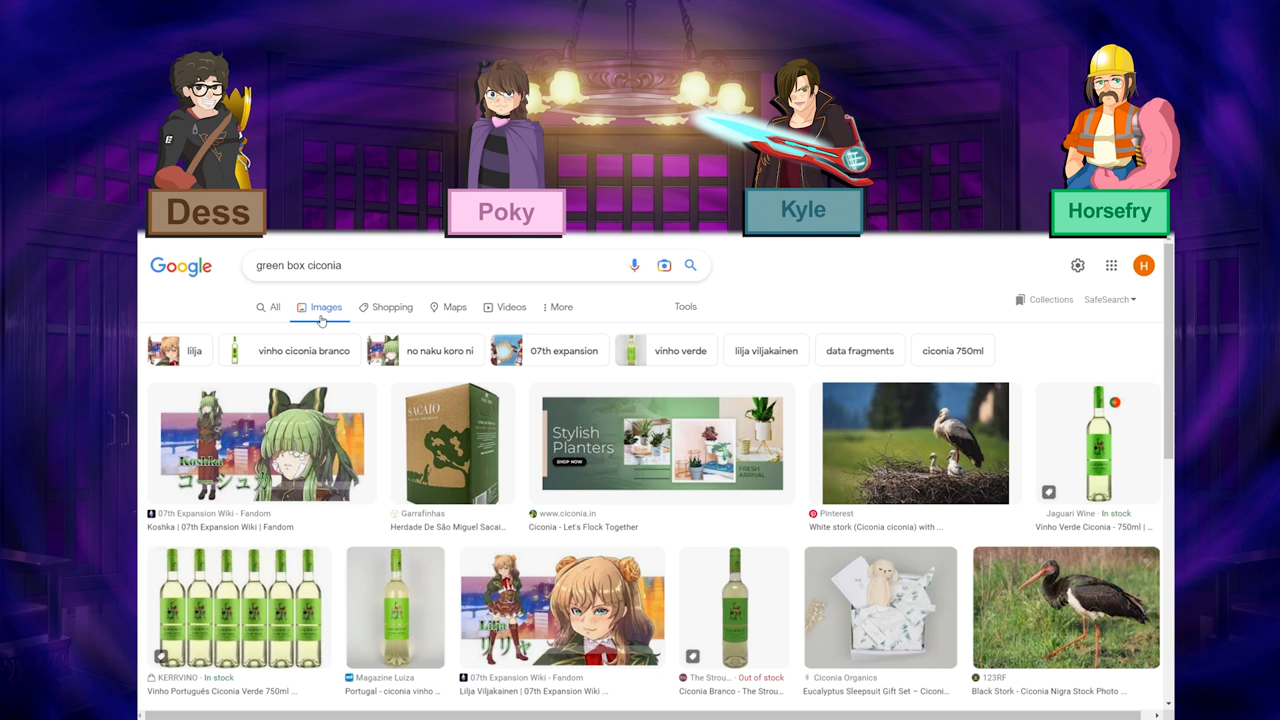 Dess
Poky
Kyle
Horsefry
Google
green box ciconia
H
All
Images
Shopping
Maps
Videos
More
Tools
Collections
SafeSearch
lilja
vinho ciconia branco
no naku koro ni
07th expansion
vinho verde
lilja viljakainen
data fragments
ciconia 750ml
Koshka
コーシュカ
SACAIO
Stylish
Planters
SHOP NOW
FRESH
ARRIVAL
07th Expansion Wiki - Fandom
Koshka | 07th Expansion Wiki | Fandom
Garrafinhas
Herdade De São Miguel Sacai...
www.ciconia.in
Ciconia - Let's Flock Together
Pinterest
White stork (Ciconia ciconia) with ...
Jaguari Wine · In stock
Vinho Verde Ciconia - 750ml | ...
Lilja
リリャ
KERRVINO · In stock
Vinho Português Ciconia Verde 750ml ...
Magazine Luiza
Portugal - ciconia vinho ...
07th Expansion Wiki - Fandom
Lilja Viljakainen | 07th Expansion Wiki ...
The Strou... · Out of stock
Ciconia Branco - The Strou...
Ciconia Organics
Eucalyptus Sleepsuit Gift Set – Ciconi...
123RF
Black Stork - Ciconia Nigra Stock Photo ...